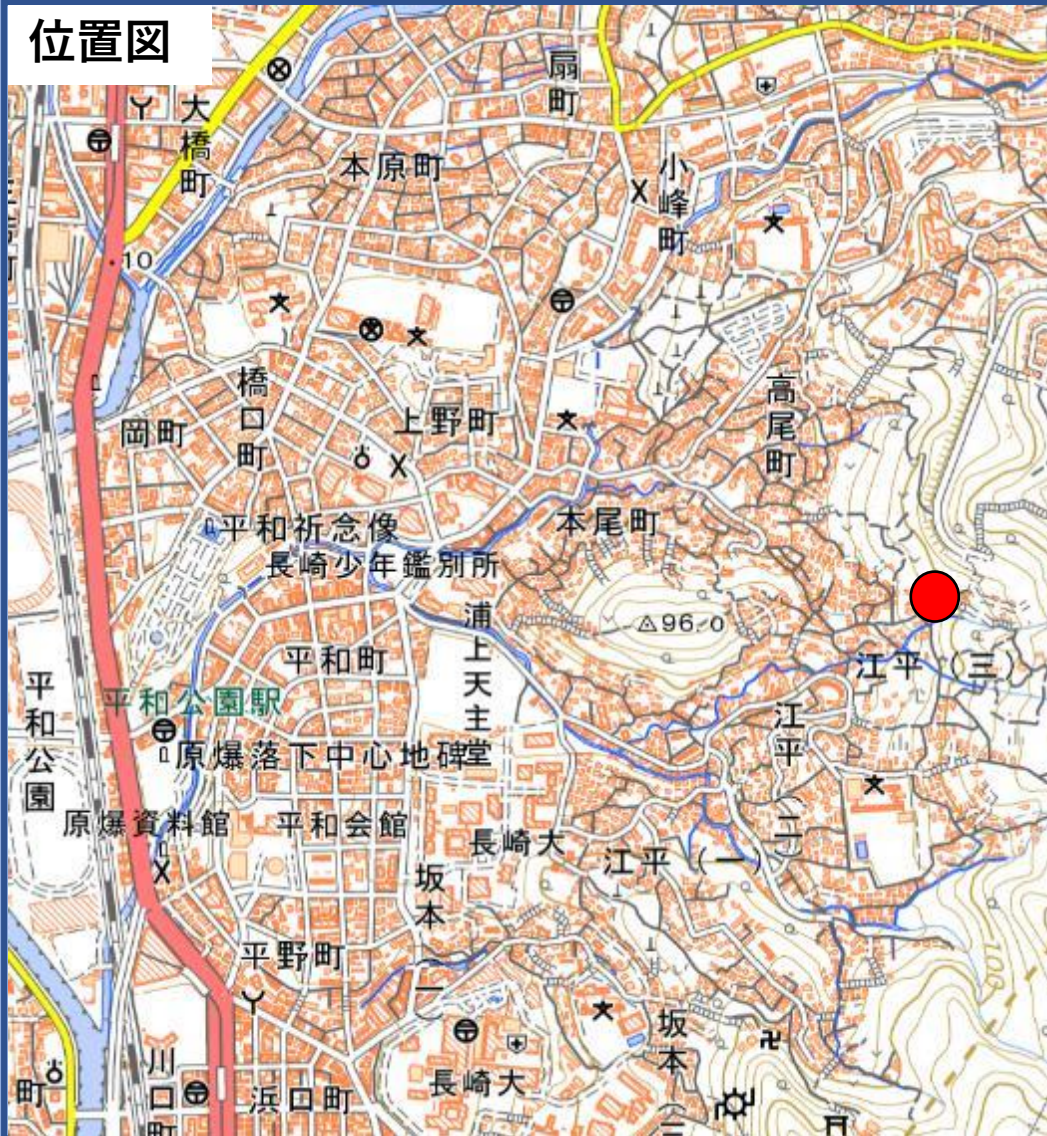 位置図
大橋町
扇町
本原町
小峰町
10
橋口町
上野町
高尾町
岡町
平和祈念像
長崎少年鑑別所
本尾町
浦上天主堂
96.0
平和町
江平(三)
平和公園
平和公園駅
江平(二)
原爆落下中心地碑
原爆資料館
平和会館
長崎大
江平(一)
坂本(一)
平野町
100
坂本(三
川口町
長崎大
浜口町
町